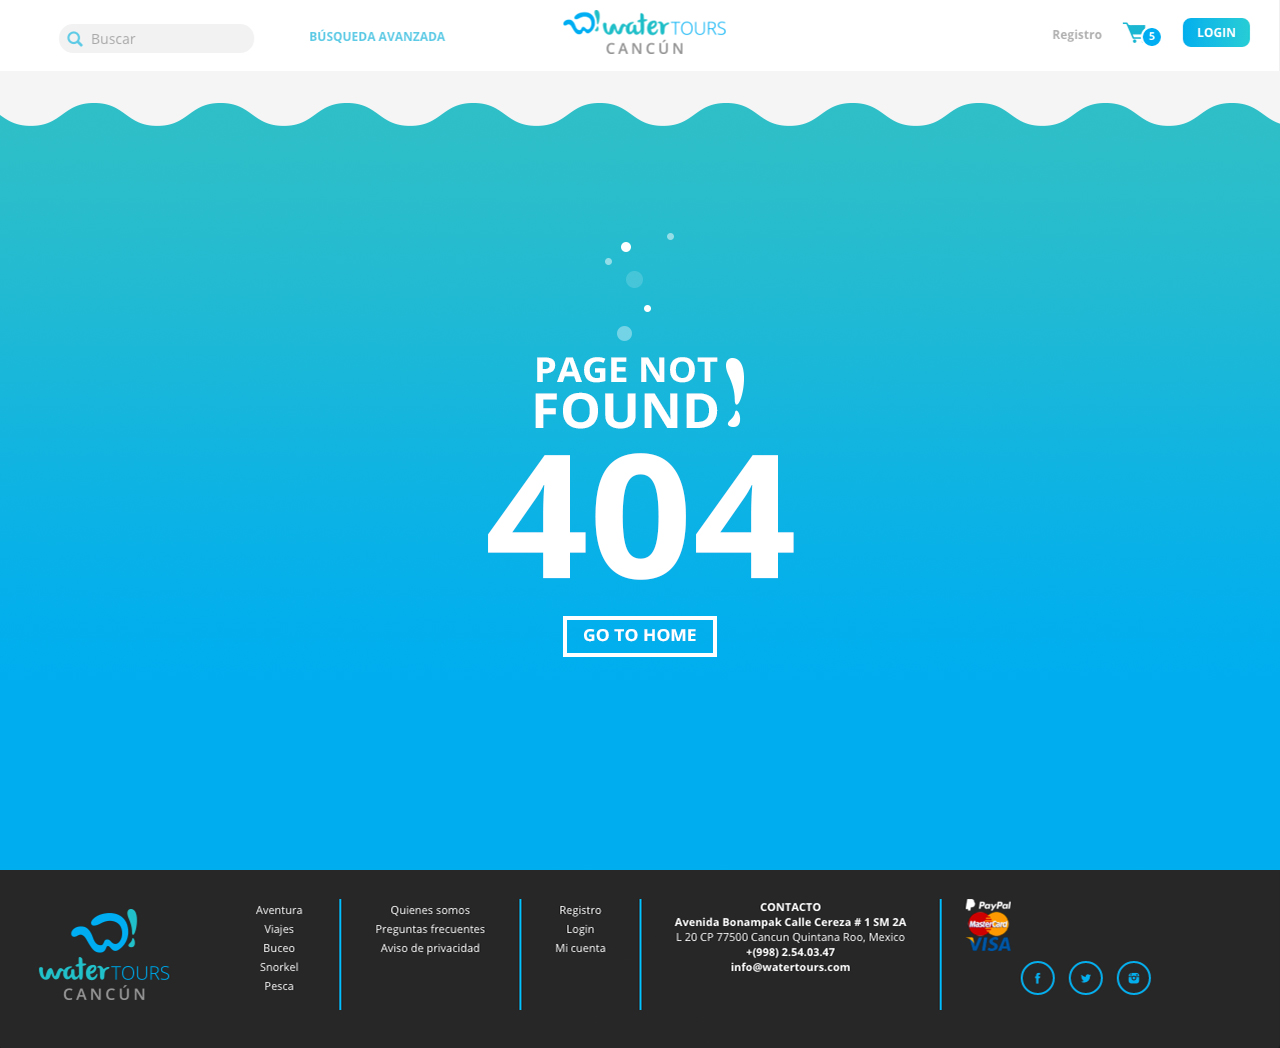 Buscar
BÚSQUEDA AVANZADA
water TOURS
CANCÚN
Registro
5
LOGIN
PAGE NOT
FOUND!
404
GO TO HOME
water TOURS
CANCÚN
Aventura
Viajes
Buceo
Snorkel
Pesca
Quienes somos
Preguntas frecuentes
Aviso de privacidad
Registro
Login
Mi cuenta
CONTACTO
Avenida Bonampak Calle Cereza # 1 SM 2A
L 20 CP 77500 Cancun Quintana Roo, Mexico
+(998) 2.54.03.47
info@watertours.com
PayPal
MasterCard
VISA